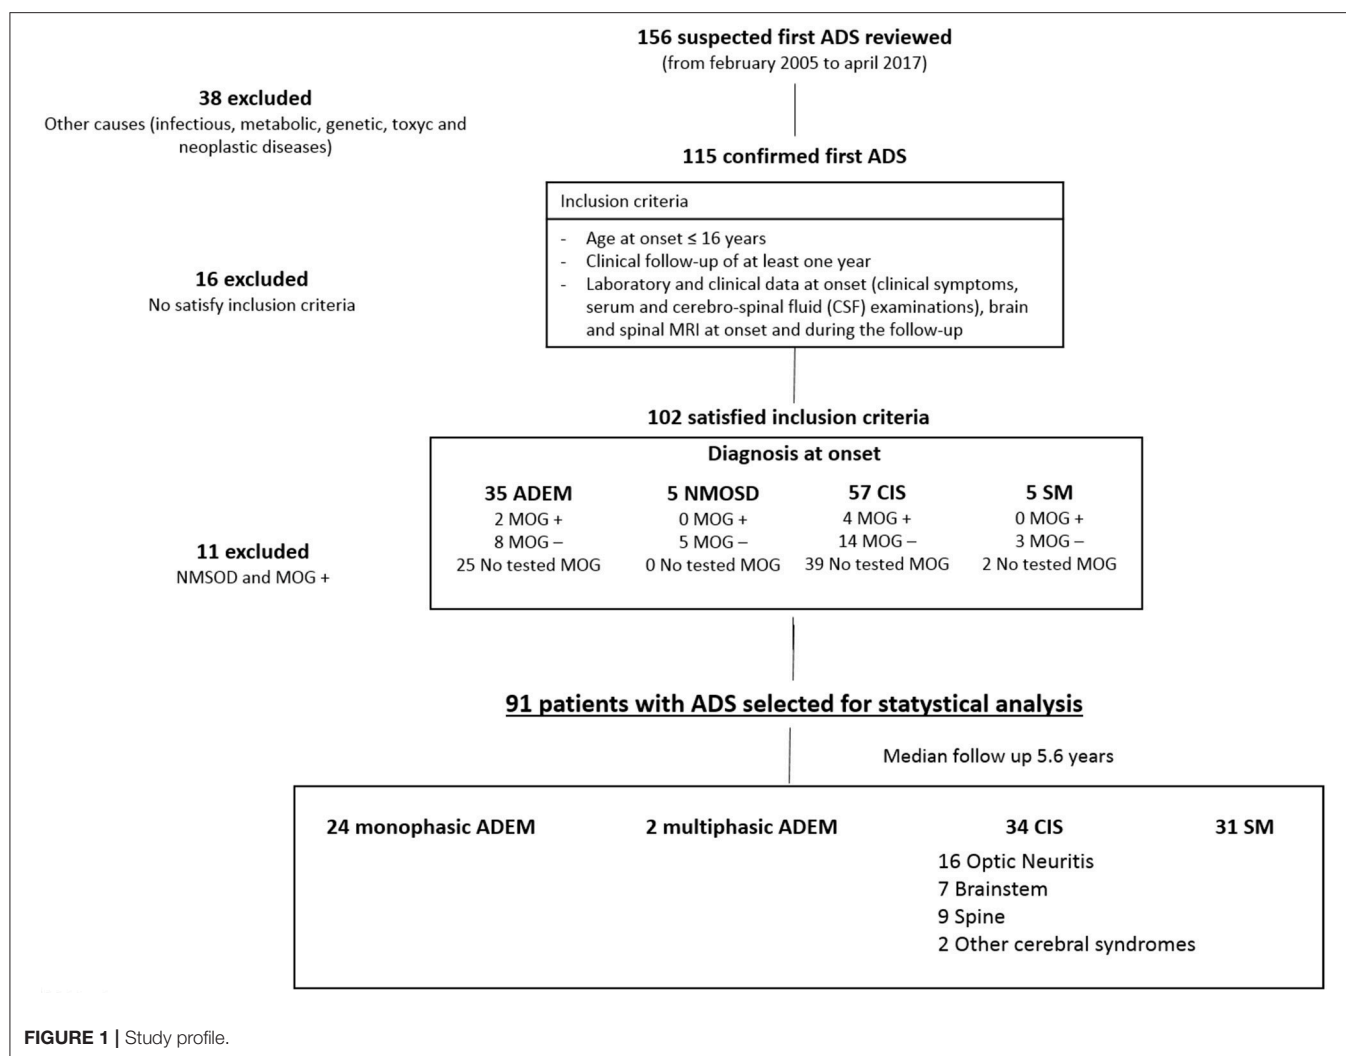 156 suspected first ADS reviewed
(from february 2005 to april 2017)
38 excluded
Other causes (infectious, metabolic, genetic, toxyc and
neoplastic diseases)
115 confirmed first ADS
Inclusion criteria
- Age at onset ≤ 16 years
- Clinical follow-up of at least one year
- Laboratory and clinical data at onset (clinical symptoms,
serum and cerebro-spinal fluid (CSF) examinations), brain
and spinal MRI at onset and during the follow-up
16 excluded
No satisfy inclusion criteria
102 satisfied inclusion criteria
Diagnosis at onset
35 ADEM
2 MOG +
8 MOG –
25 No tested MOG
5 NMOSD
0 MOG +
5 MOG –
0 No tested MOG
57 CIS
4 MOG +
14 MOG –
39 No tested MOG
5 SM
0 MOG +
3 MOG –
2 No tested MOG
11 excluded
NMSOD and MOG +
91 patients with ADS selected for statystical analysis
Median follow up 5.6 years
24 monophasic ADEM
2 multiphasic ADEM
34 CIS
16 Optic Neuritis
7 Brainstem
9 Spine
2 Other cerebral syndromes
31 SM
FIGURE 1 | Study profile.